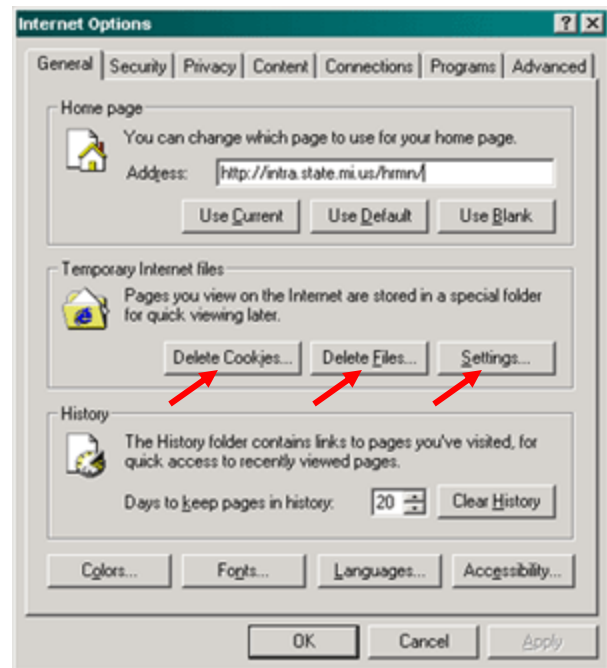 Internet Options
General Security Privacy Content Connections Programs Advanced
Home page
You can change which page to use for your home page.
Address: http://intra.state.mi.us/hrmn/
Use Current Use Default Use Blank
Temporary Internet files
Pages you view on the Internet are stored in a special folder
for quick viewing later.
Delete Cookies... Delete Files... Settings...
History
The History folder contains links to pages you've visited, for
quick access to recently viewed pages.
Days to keep pages in history: 20 Clear History
Colors... Fonts... Languages... Accessibility...
OK Cancel Apply